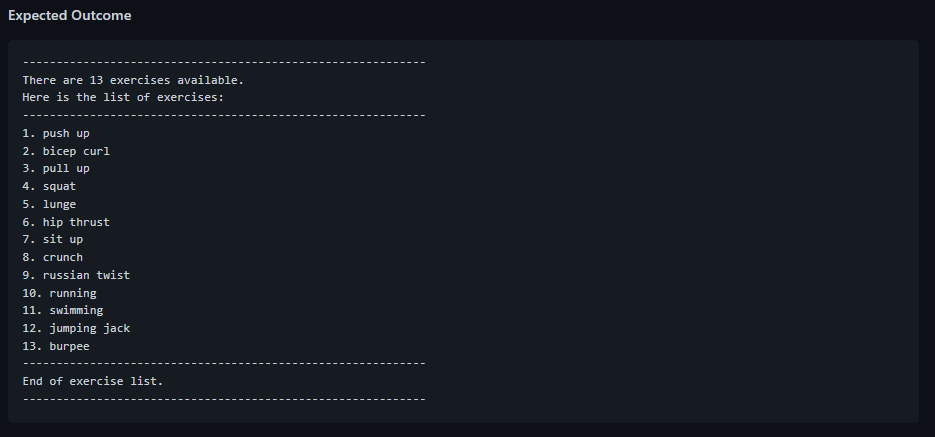 Expected Outcome
------------------------------------------------------------
There are 13 exercises available.
Here is the list of exercises:
------------------------------------------------------------
1. push up
2. bicep curl
3. pull up
4. squat
5. lunge
6. hip thrust
7. sit up
8. crunch
9. russian twist
10. running
11. swimming
12. jumping jack
13. burpee
------------------------------------------------------------
End of exercise list.
------------------------------------------------------------